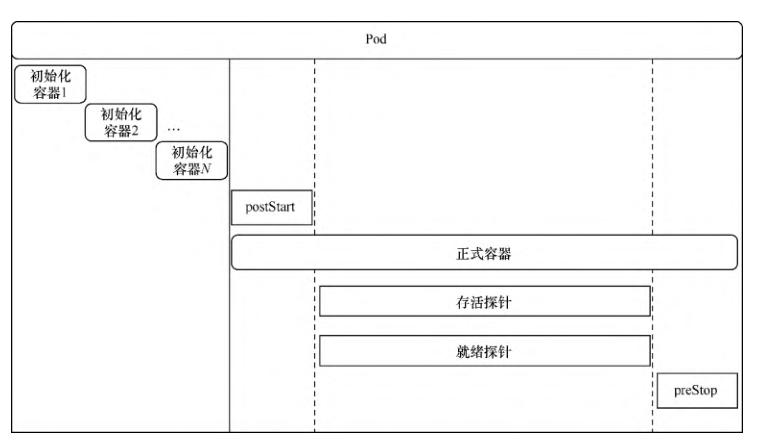 Pod
初始化
容器1
初始化
容器2
…
初始化
容器N
postStart
正式容器
存活探针
就绪探针
preStop